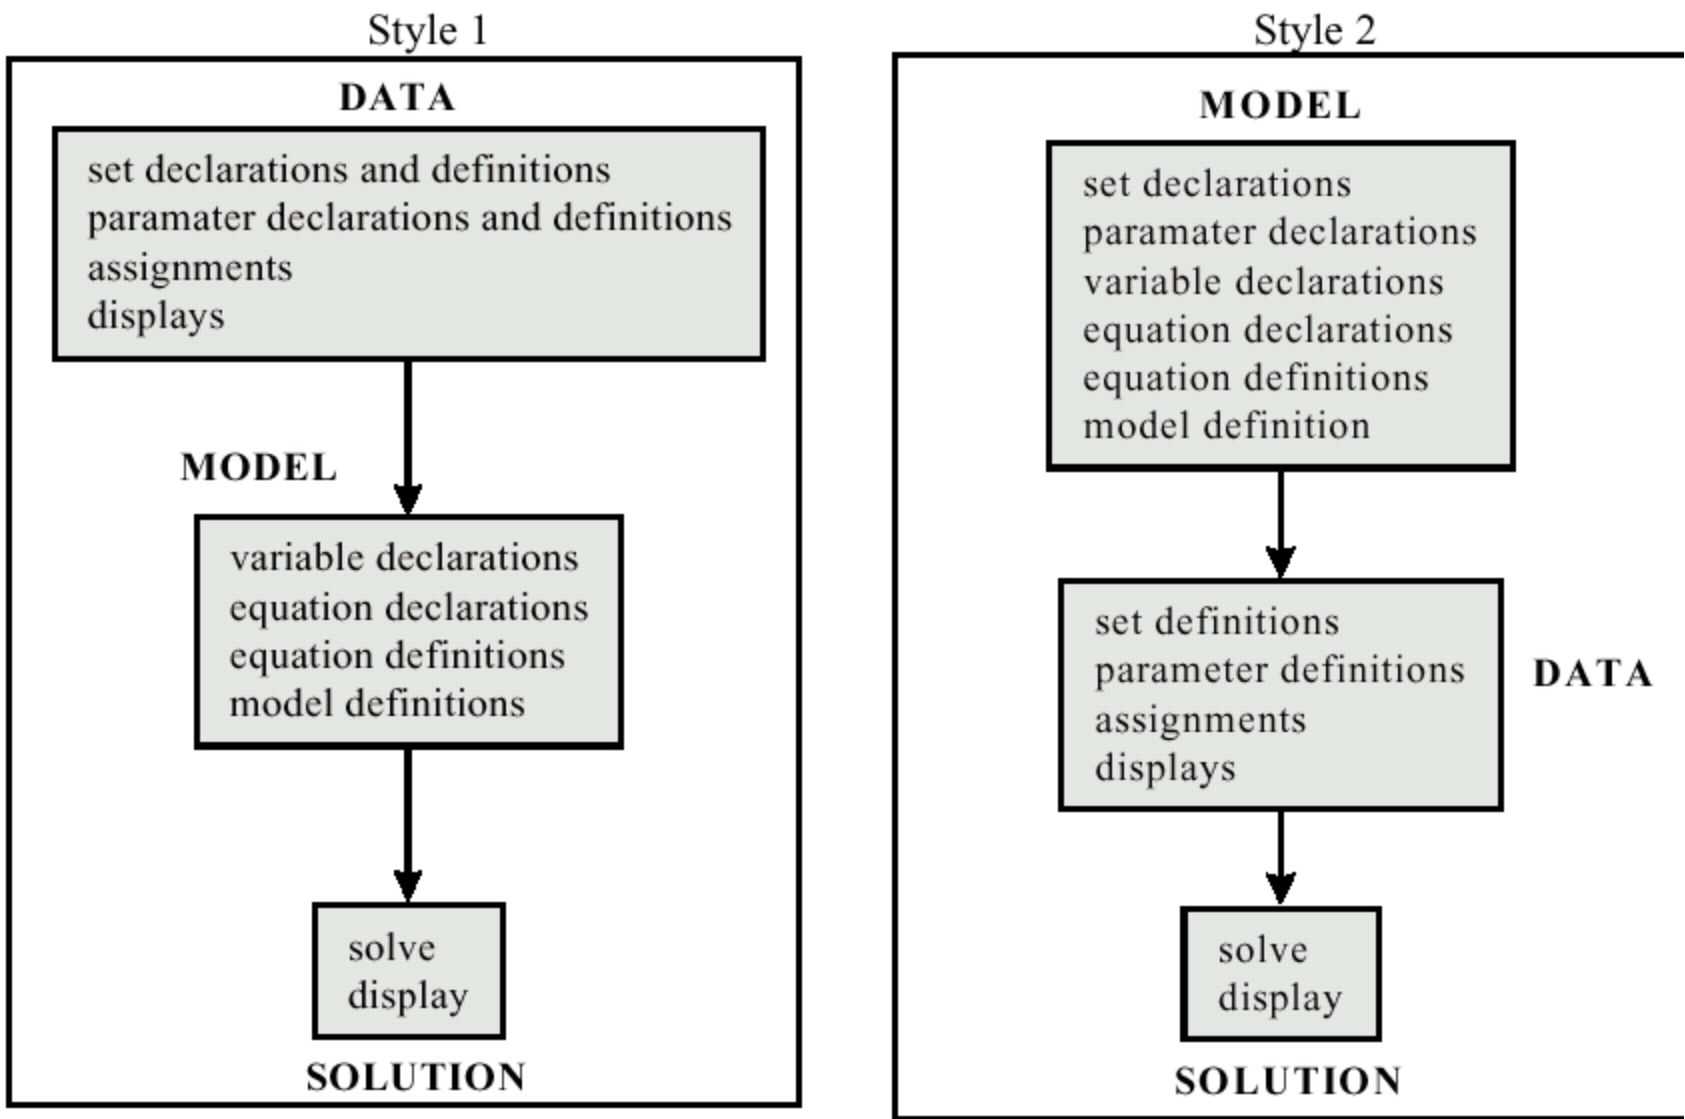 Style 1
DATA
set declarations and definitions
paramater declarations and definitions
assignments
displays
MODEL
variable declarations
equation declarations
equation definitions
model definitions
solve
display
SOLUTION
Style 2
MODEL
set declarations
paramater declarations
variable declarations
equation declarations
equation definitions
model definition
set definitions
parameter definitions
assignments
displays
DATA
solve
display
SOLUTION